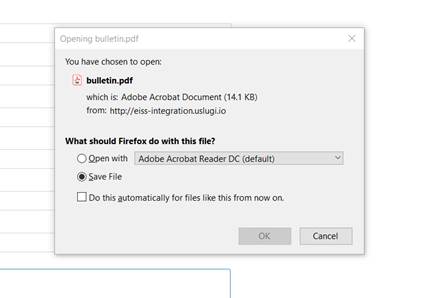 Opening bulletin.pdf
You have chosen to open:
bulletin.pdf
which is: Adobe Acrobat Document (14.1 KB)
from: http://eiss-integration.uslugi.io
What should Firefox do with this file?
Open with Adobe Acrobat Reader DC (default)
Save File
Do this automatically for files like this from now on.
OK Cancel